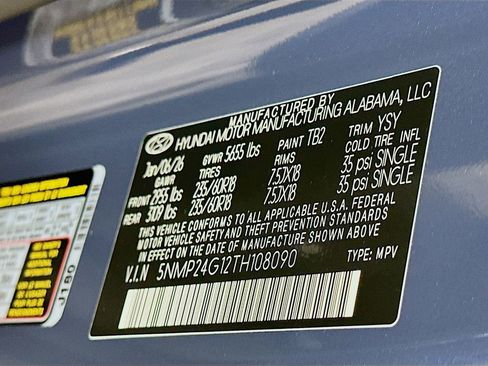 MANUFACTURED BY
HYUNDAI MOTOR MANUFACTURING ALABAMA, LLC
Jan/06/26 GVWR 5655 lbs PAINT TB2 TRIM YSY
GAWR TIRES RIMS COLD TIRE INFL
FRONT 2955 lbs 235/60R18 7.5JX18 35 psi SINGLE
REAR 3109 lbs 235/60R18 7.5JX18 35 psi SINGLE
THIS VEHICLE CONFORMS TO ALL APPLICABLE U.S.A. FEDERAL
MOTOR VEHICLE SAFETY AND THEFT PREVENTION STANDARDS
IN EFFECT ON THE DATE OF MANUFACTURE SHOWN ABOVE
V.I.N 5NMP24G12TH108090 TYPE: MPV